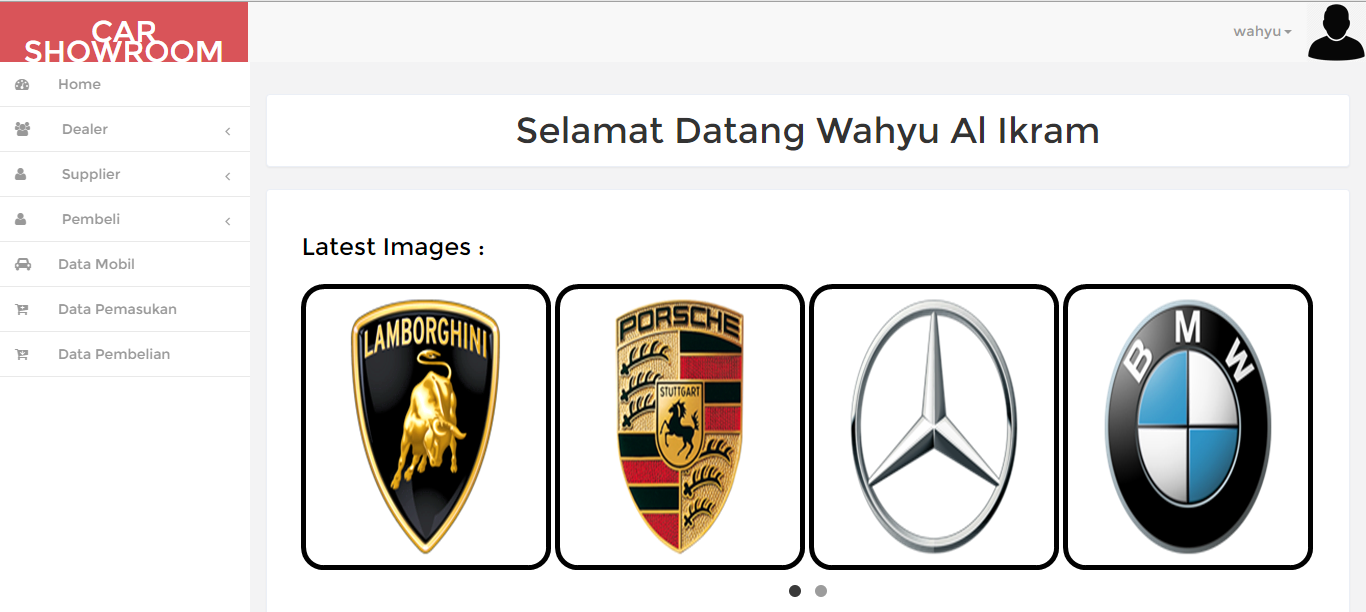 CAR
SHOWROOM
wahyu
Home
Dealer
Supplier
Pembeli
Data Mobil
Data Pemasukan
Data Pembelian
Selamat Datang Wahyu Al Ikram
Latest Images :
LAMBORGHINI
PORSCHE
STUTTGART
BMW